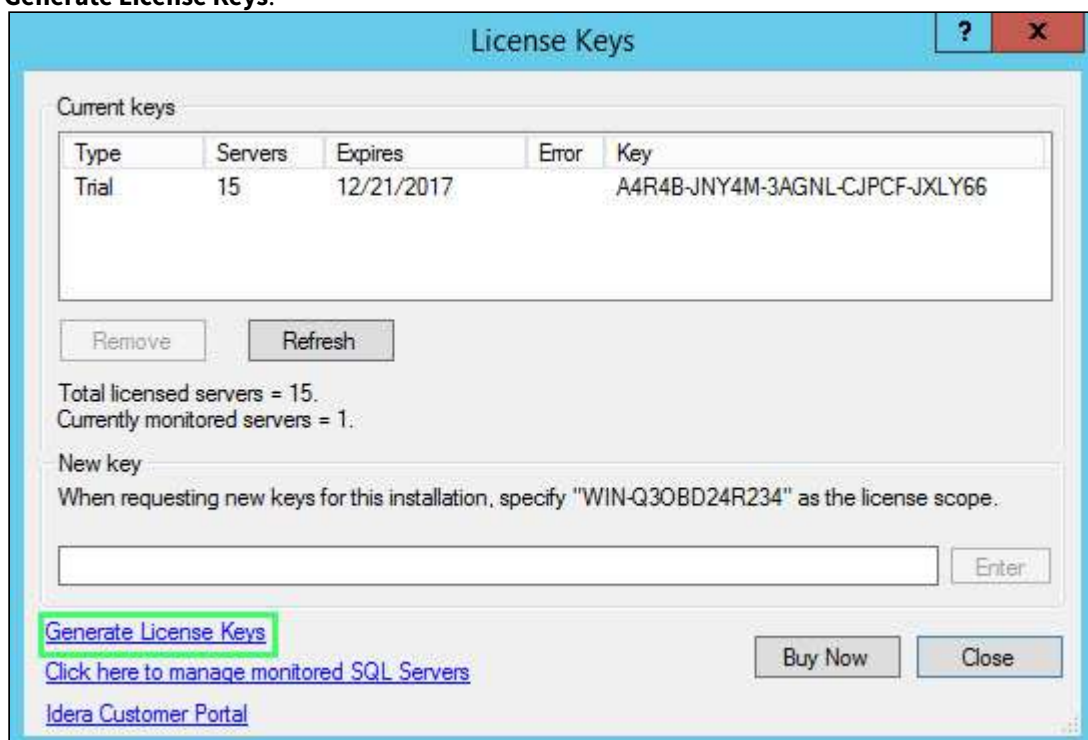 Generate License Keys.
License Keys
? x
Current keys
Type Servers Expires Error Key
Trial 15 12/21/2017 A4R4B-JNY4M-3AGNL-CJPCF-JXLY66
Remove Refresh
Total licensed servers = 15.
Currently monitored servers = 1.
New key
When requesting new keys for this installation, specify "WIN-Q3OBD24R234" as the license scope.
Enter
Generate License Keys
Click here to manage monitored SQL Servers
Buy Now Close
Idera Customer Portal